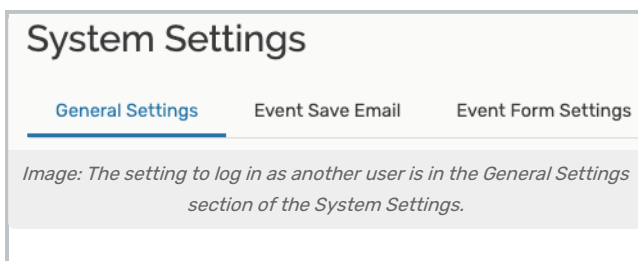 System Settings
General Settings Event Save Email Event Form Settings
Image: The setting to log in as another user is in the General Settings
section of the System Settings.